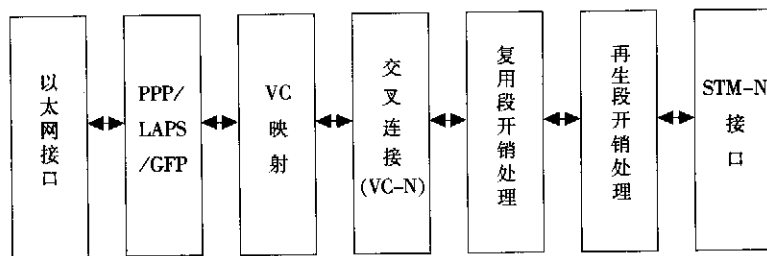 以太网接口
PPP/
LAPS
/GFP
VC
映射
交叉连接
(VC-N)
复用段开销处理
再生段开销处理
STM-N
接口